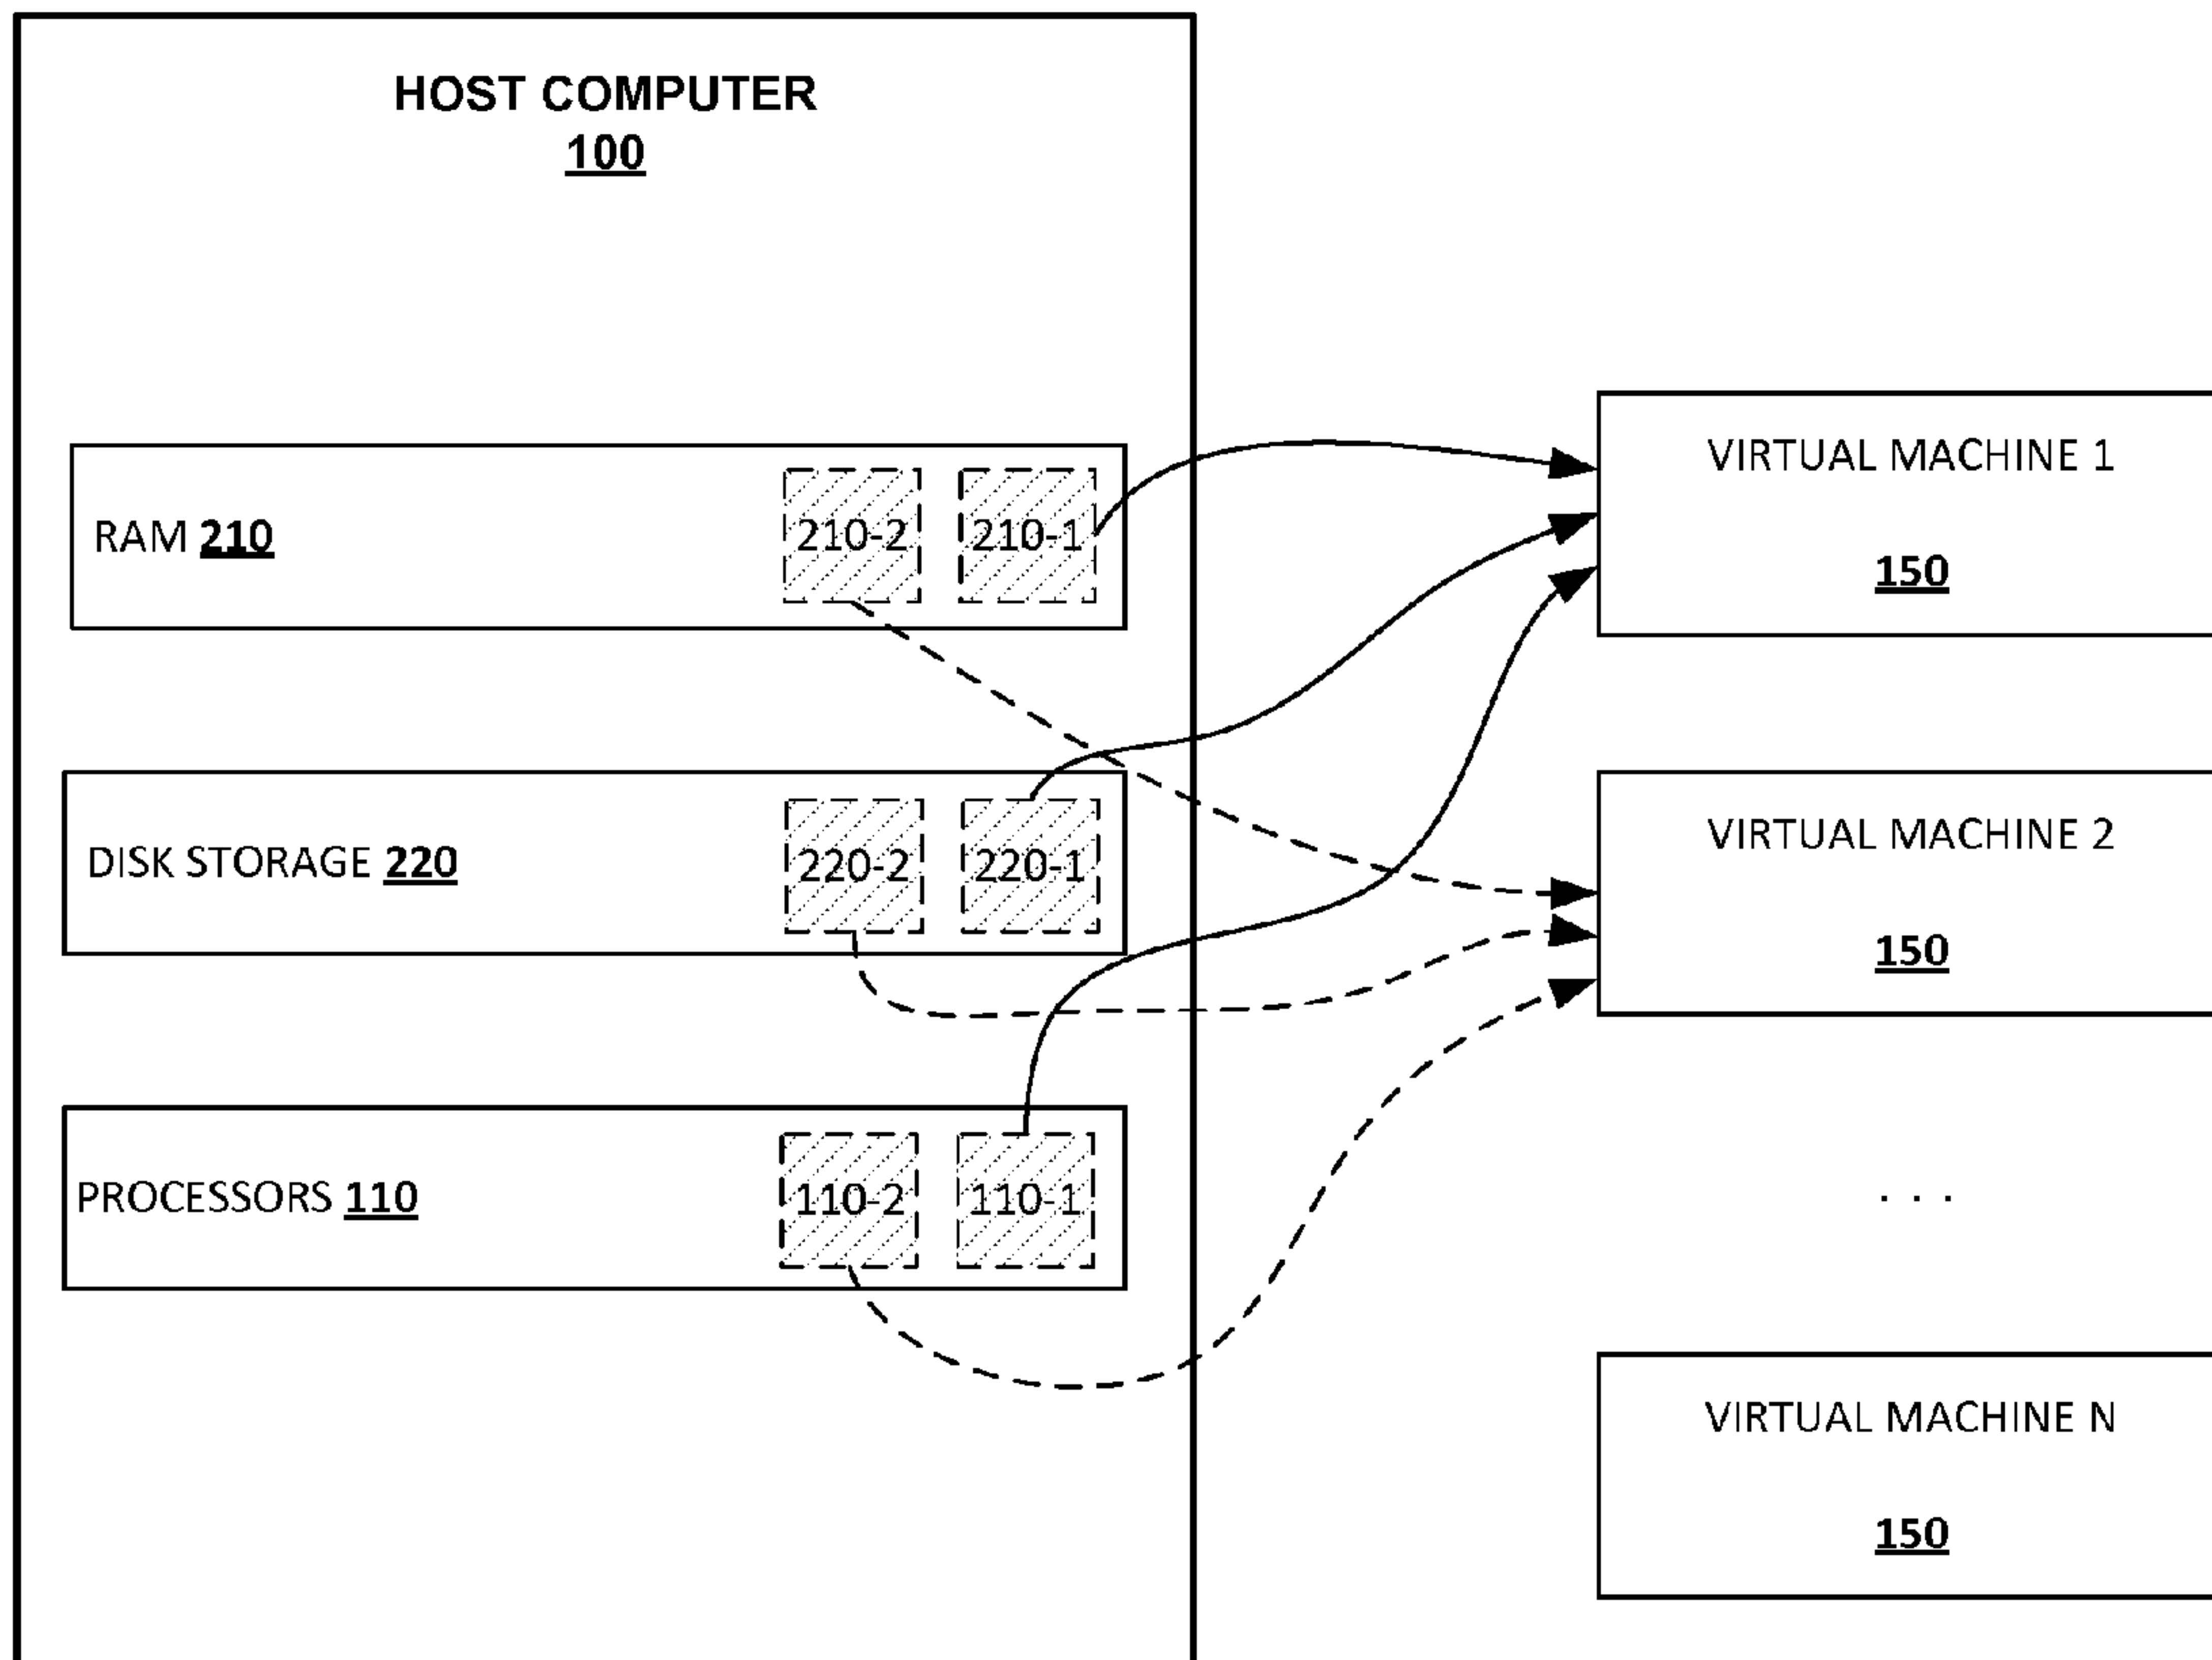 HOST COMPUTER
100
RAM 210
210-2
210-1
DISK STORAGE 220
220-2
220-1
PROCESSORS 110
110-2
110-1
VIRTUAL MACHINE 1
150
VIRTUAL MACHINE 2
150
. . .
VIRTUAL MACHINE N
150